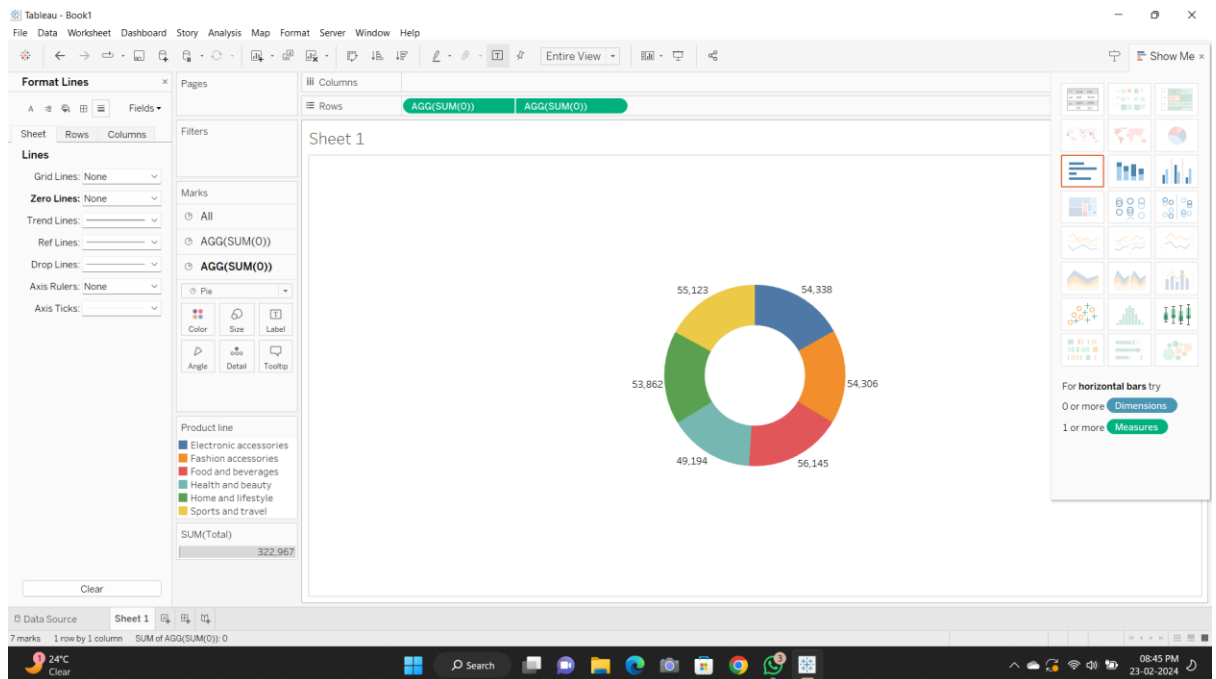 Tableau - Book1
File Data Worksheet Dashboard Story Analysis Map Format Server Window Help
Entire View
Show Me ×
Format Lines ×
Fields
Sheet Rows Columns
Lines
Grid Lines: None
Zero Lines: None
Trend Lines:
Ref Lines:
Drop Lines:
Axis Rulers: None
Axis Ticks:
Clear
Pages
Filters
Marks
All
AGG(SUM(0))
AGG(SUM(0))
Pie
Color Size Label
Angle Detail Tooltip
Product line
Electronic accessories
Fashion accessories
Food and beverages
Health and beauty
Home and lifestyle
Sports and travel
SUM(Total)
322,967
Columns
Rows AGG(SUM(0)) AGG(SUM(0))
Sheet 1
55,123 54,338
53,862 54,306
49,194 56,145
For horizontal bars try
0 or more Dimensions
1 or more Measures
Data Source Sheet 1
7 marks 1 row by 1 column SUM of AGG(SUM(0)): 0
1 24°C
Clear
Search
3
08:45 PM
23-02-2024